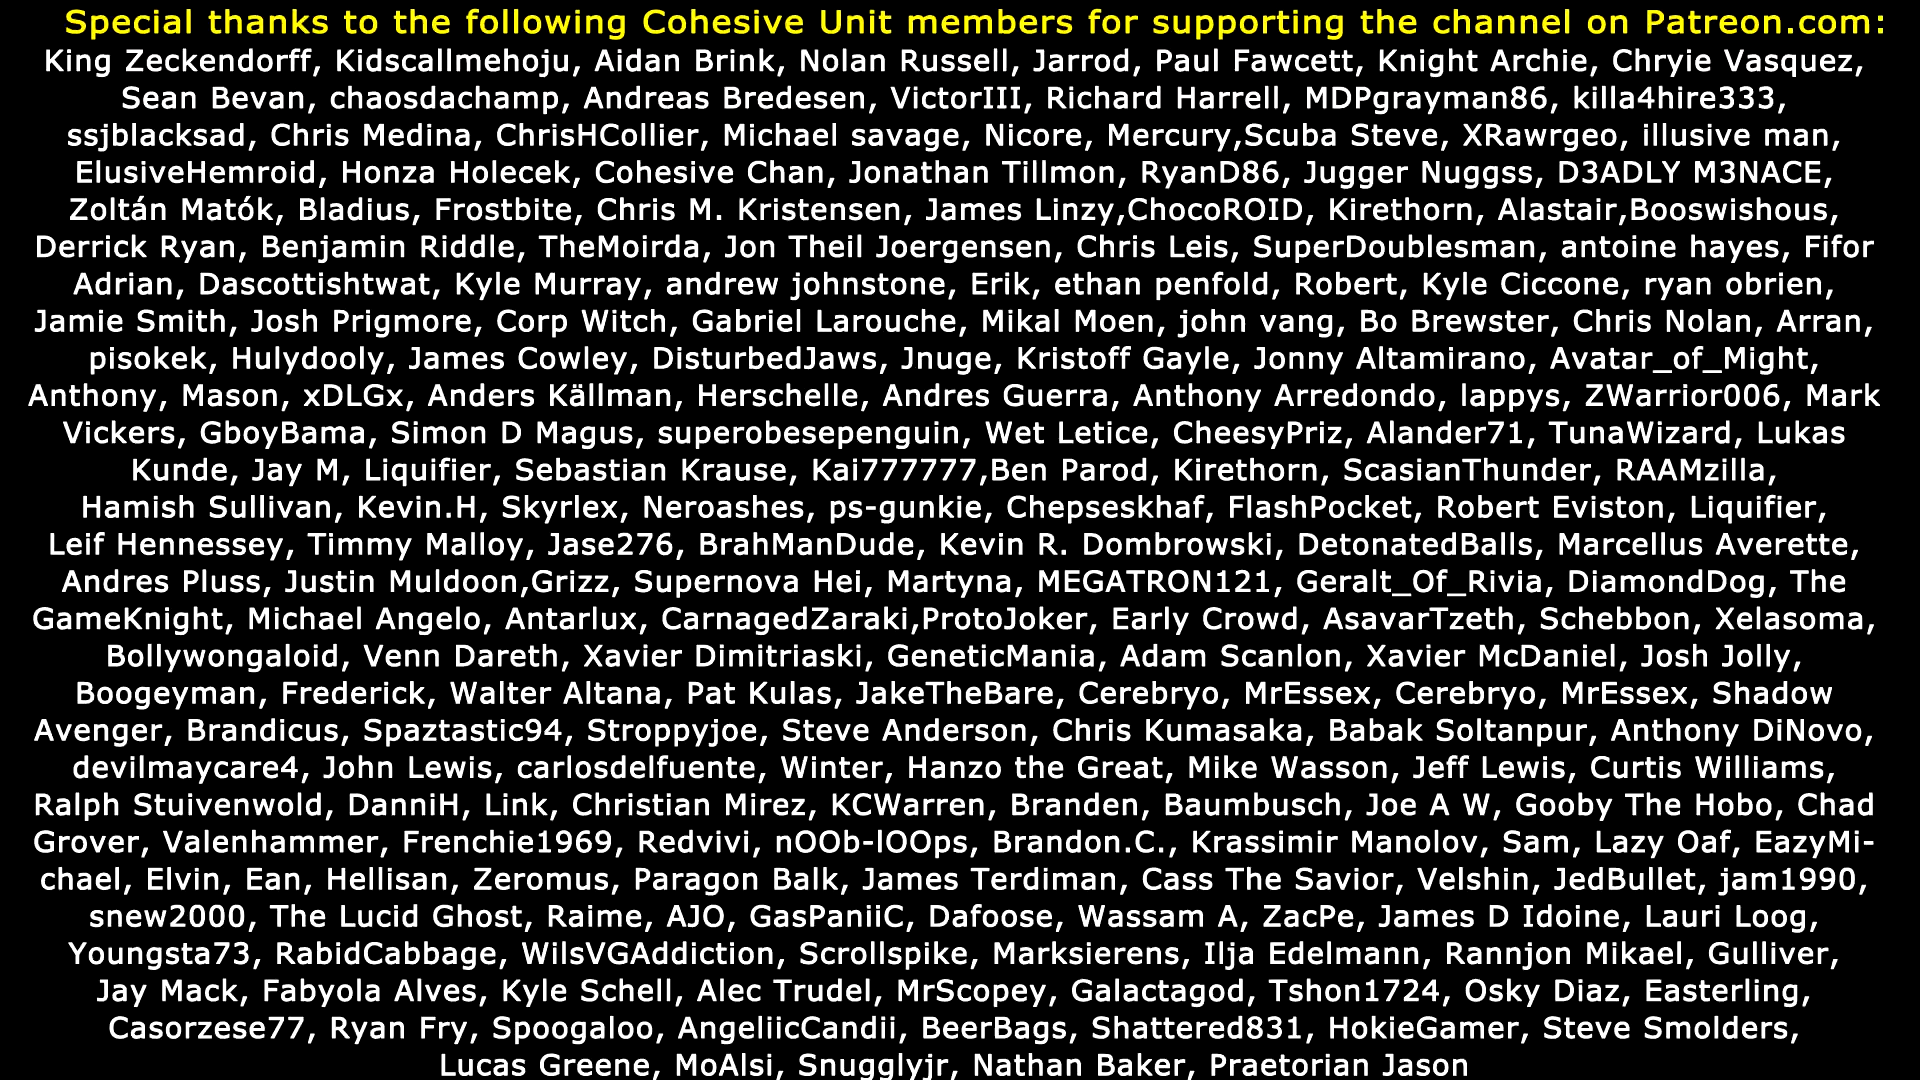 Special thanks to the following Cohesive Unit members for supporting the channel on Patreon.com:
King Zeckendorff, Kidscallmehoju, Aidan Brink, Nolan Russell, Jarrod, Paul Fawcett, Knight Archie, Chryie Vasquez,
Sean Bevan, chaosdachamp, Andreas Bredesen, VictorIII, Richard Harrell, MDPgrayman86, killa4hire333,
ssjblacksad, Chris Medina, ChrisHCollier, Michael savage, Nicore, Mercury,Scuba Steve, XRawrgeo, illusive man,
ElusiveHemroid, Honza Holecek, Cohesive Chan, Jonathan Tillmon, RyanD86, Jugger Nuggss, D3ADLY M3NACE,
Zoltán Matók, Bladius, Frostbite, Chris M. Kristensen, James Linzy,ChocoROID, Kirethorn, Alastair,Booswishous,
Derrick Ryan, Benjamin Riddle, TheMoirda, Jon Theil Joergensen, Chris Leis, SuperDoublesman, antoine hayes, Fifor
Adrian, Dascottishtwat, Kyle Murray, andrew johnstone, Erik, ethan penfold, Robert, Kyle Ciccone, ryan obrien,
Jamie Smith, Josh Prigmore, Corp Witch, Gabriel Larouche, Mikal Moen, john vang, Bo Brewster, Chris Nolan, Arran,
pisokek, Hulydooly, James Cowley, DisturbedJaws, Jnuge, Kristoff Gayle, Jonny Altamirano, Avatar_of_Might,
Anthony, Mason, xDLGx, Anders Källman, Herschelle, Andres Guerra, Anthony Arredondo, lappys, ZWarrior006, Mark
Vickers, GboyBama, Simon D Magus, superobesepenguin, Wet Letice, CheesyPriz, Alander71, TunaWizard, Lukas
Kunde, Jay M, Liquifier, Sebastian Krause, Kai777777,Ben Parod, Kirethorn, ScasianThunder, RAAMzilla,
Hamish Sullivan, Kevin.H, Skyrlex, Neroashes, ps-gunkie, Chepseskhaf, FlashPocket, Robert Eviston, Liquifier,
Leif Hennessey, Timmy Malloy, Jase276, BrahManDude, Kevin R. Dombrowski, DetonatedBalls, Marcellus Averette,
Andres Pluss, Justin Muldoon,Grizz, Supernova Hei, Martyna, MEGATRON121, Geralt_Of_Rivia, DiamondDog, The
GameKnight, Michael Angelo, Antarlux, CarnagedZaraki,ProtoJoker, Early Crowd, AsavarTzeth, Schebbon, Xelasoma,
Bollywongaloid, Venn Dareth, Xavier Dimitriaski, GeneticMania, Adam Scanlon, Xavier McDaniel, Josh Jolly,
Boogeyman, Frederick, Walter Altana, Pat Kulas, JakeTheBare, Cerebryo, MrEssex, Cerebryo, MrEssex, Shadow
Avenger, Brandicus, Spaztastic94, Stroppyjoe, Steve Anderson, Chris Kumasaka, Babak Soltanpur, Anthony DiNovo,
devilmaycare4, John Lewis, carlosdelfuente, Winter, Hanzo the Great, Mike Wasson, Jeff Lewis, Curtis Williams,
Ralph Stuivenwold, DanniH, Link, Christian Mirez, KCWarren, Branden, Baumbusch, Joe A W, Gooby The Hobo, Chad
Grover, Valenhammer, Frenchie1969, Redvivi, nOOb-lOOps, Brandon.C., Krassimir Manolov, Sam, Lazy Oaf, EazyMi-
chael, Elvin, Ean, Hellisan, Zeromus, Paragon Balk, James Terdiman, Cass The Savior, Velshin, JedBullet, jam1990,
snew2000, The Lucid Ghost, Raime, AJO, GasPaniiC, Dafoose, Wassam A, ZacPe, James D Idoine, Lauri Loog,
Youngsta73, RabidCabbage, WilsVGAddiction, Scrollspike, Marksierens, Ilja Edelmann, Rannjon Mikael, Gulliver,
Jay Mack, Fabyola Alves, Kyle Schell, Alec Trudel, MrScopey, Galactagod, Tshon1724, Osky Diaz, Easterling,
Casorzese77, Ryan Fry, Spoogaloo, AngeliicCandii, BeerBags, Shattered831, HokieGamer, Steve Smolders,
Lucas Greene, MoAlsi, Snugglyjr, Nathan Baker, Praetorian Jason